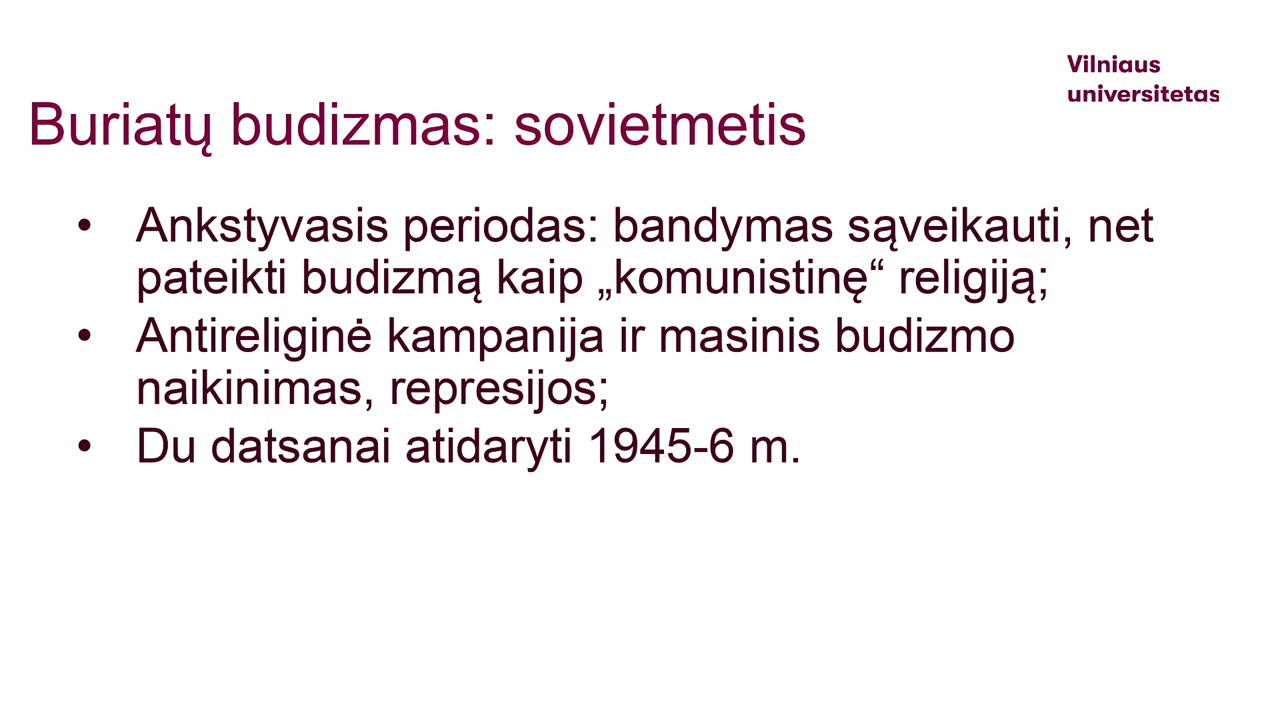 Vilniaus
universitetas
Buriatų budizmas: sovietmetis
• Ankstyvasis periodas: bandymas sąveikauti, net
pateikti budizmą kaip „komunistinę“ religiją;
• Antireliginė kampanija ir masinis budizmo
naikinimas, represijos;
• Du datsanai atidaryti 1945-6 m.